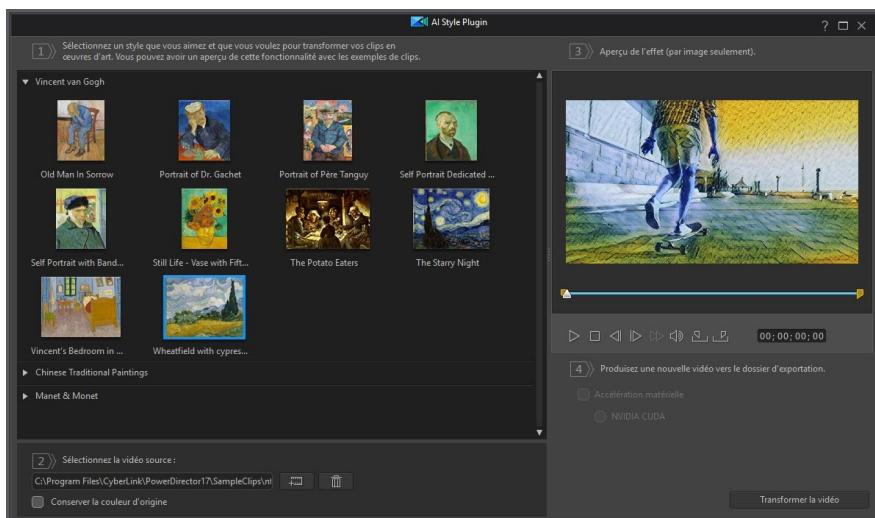 AI Style Plugin
?
1
Sélectionnez un style que vous aimez et que vous voulez pour transformer vos clips en
œuvres d'art. Vous pouvez avoir un aperçu de cette fonctionnalité avec les exemples de clips.
Vincent van Gogh
Old Man In Sorrow
Portrait of Dr. Gachet
Portrait of Père Tanguy
Self Portrait Dedicated ...
Self Portrait with Band...
Still Life - Vase with Fift...
The Potato Eaters
The Starry Night
Vincent's Bedroom in ...
Wheatfield with cypres...
Chinese Traditional Paintings
Manet & Monet
2
Sélectionnez la vidéo source :
C:\Program Files\CyberLink\PowerDirector17\SampleClips\
Conserver la couleur d'origine
3
Aperçu de l'effet (par image seulement).
00; 00; 00; 00
4
Produisez une nouvelle vidéo vers le dossier d'exportation.
Accélération matérielle
NVIDIA CUDA
Transformer la vidéo